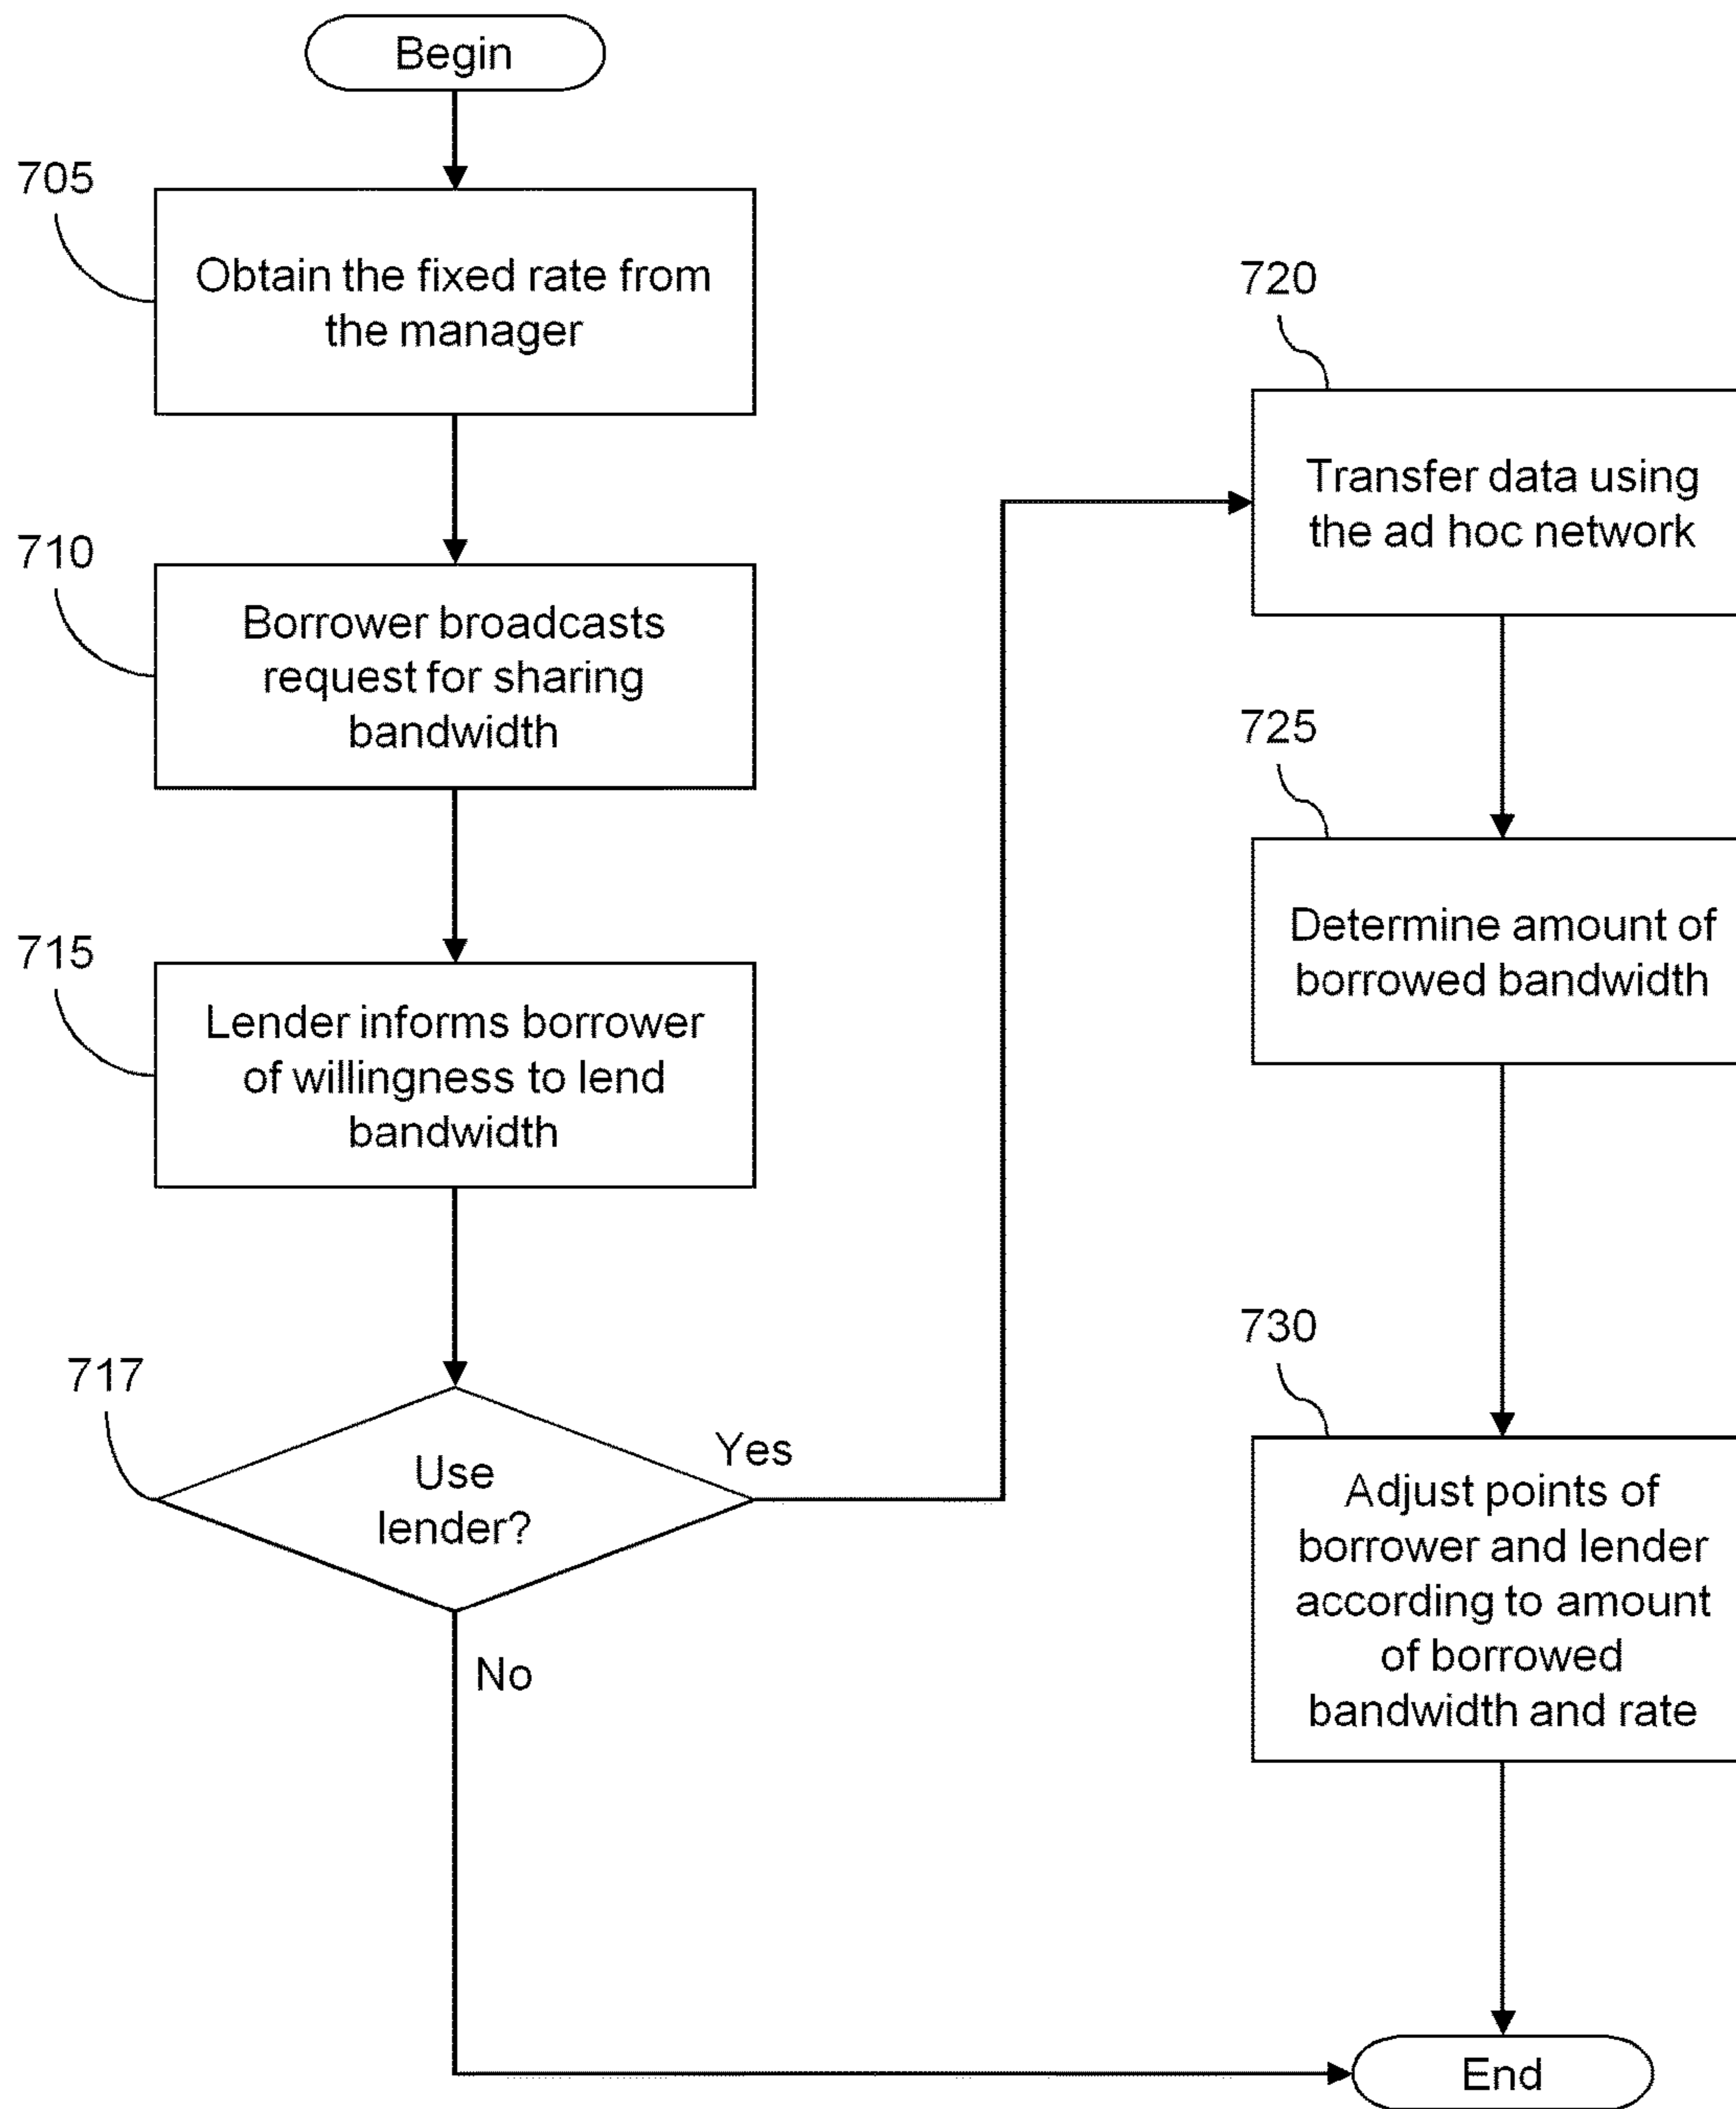 Begin
705
Obtain the fixed rate from
the manager
710
Borrower broadcasts
request for sharing
bandwidth
715
Lender informs borrower
of willingness to lend
bandwidth
717
Use
lender?
Yes
No
720
Transfer data using
the ad hoc network
725
Determine amount of
borrowed bandwidth
730
Adjust points of
borrower and lender
according to amount
of borrowed
bandwidth and rate
End